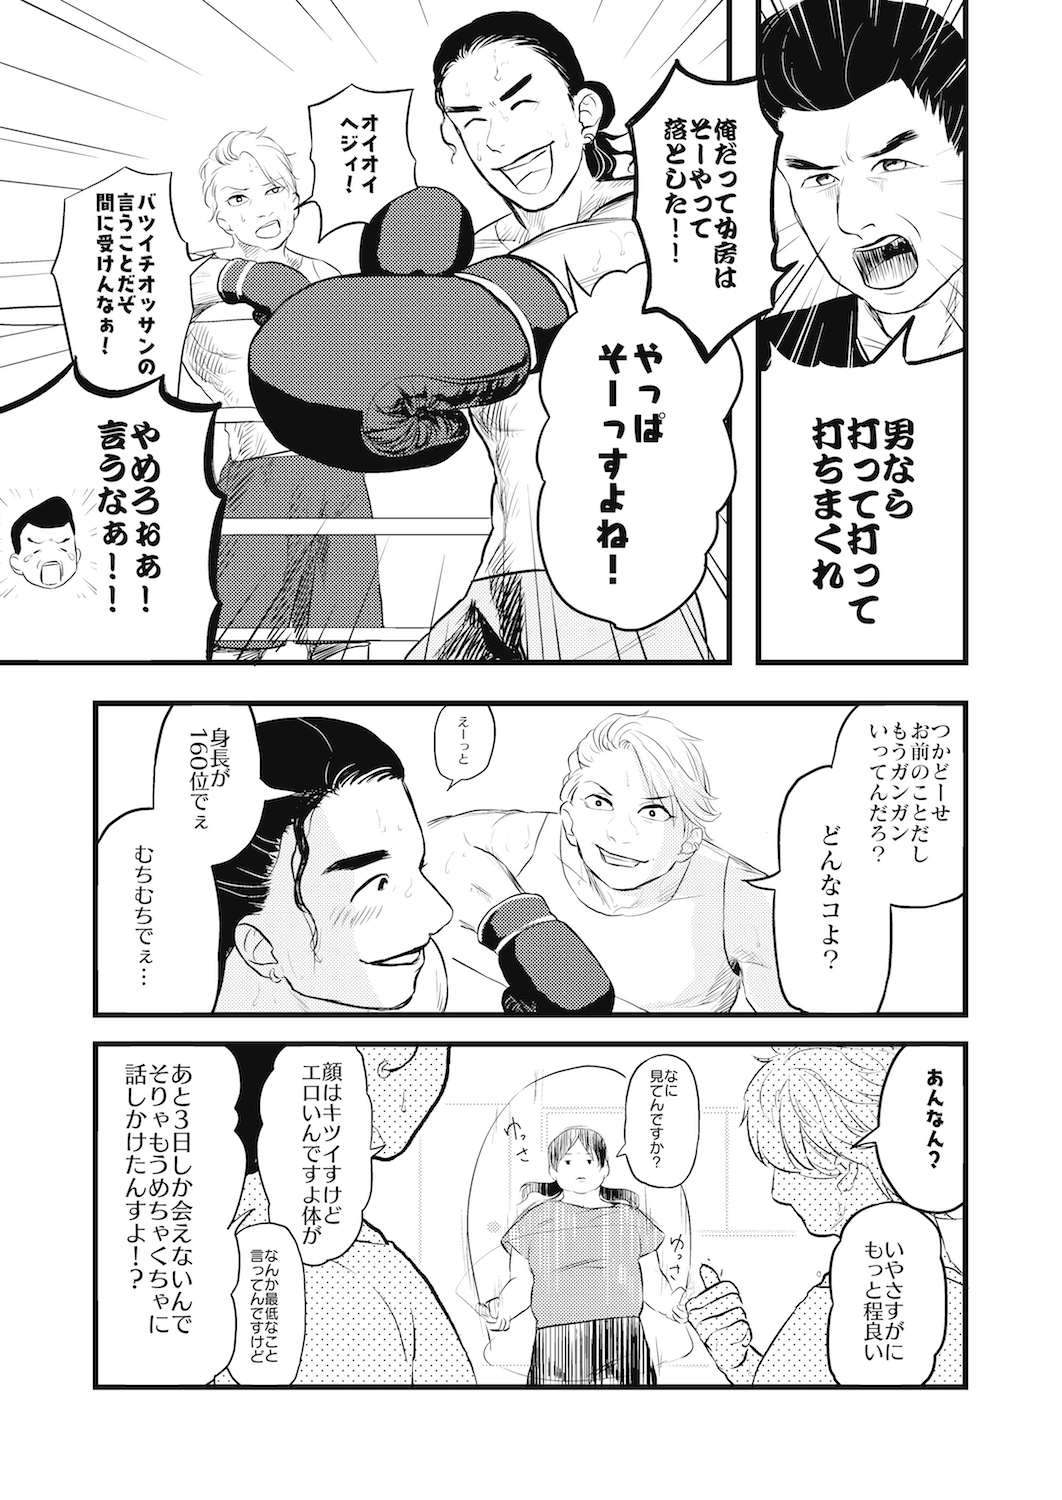 男なら
打って打って
打ちまくれ
俺だって女房は
そーやって
落とした！！
やっぱ
そーっすよね！
オイオイ
ヘジィ！
バツイチオッサンの
言うことだぞ
間に受けんなぁ！
やめろぉぁ！
言うなぁ！！
つかどーせ
お前のことだし
もうガンガン
いってんだろ？
どんなコよ？
えーっと
身長が
160位でぇ
むちむちでぇ…
あんなん？
いやさすがに
もっと程良い
なに
見てんですか？
ゆっさ
ゆっさ
顔はキツイすけど
エロいんですよ体が
なんか最低なこと
言ってんですけど
あと3日しか会えないんで
そりゃもうめちゃくちゃに
話しかけたんすよ！？